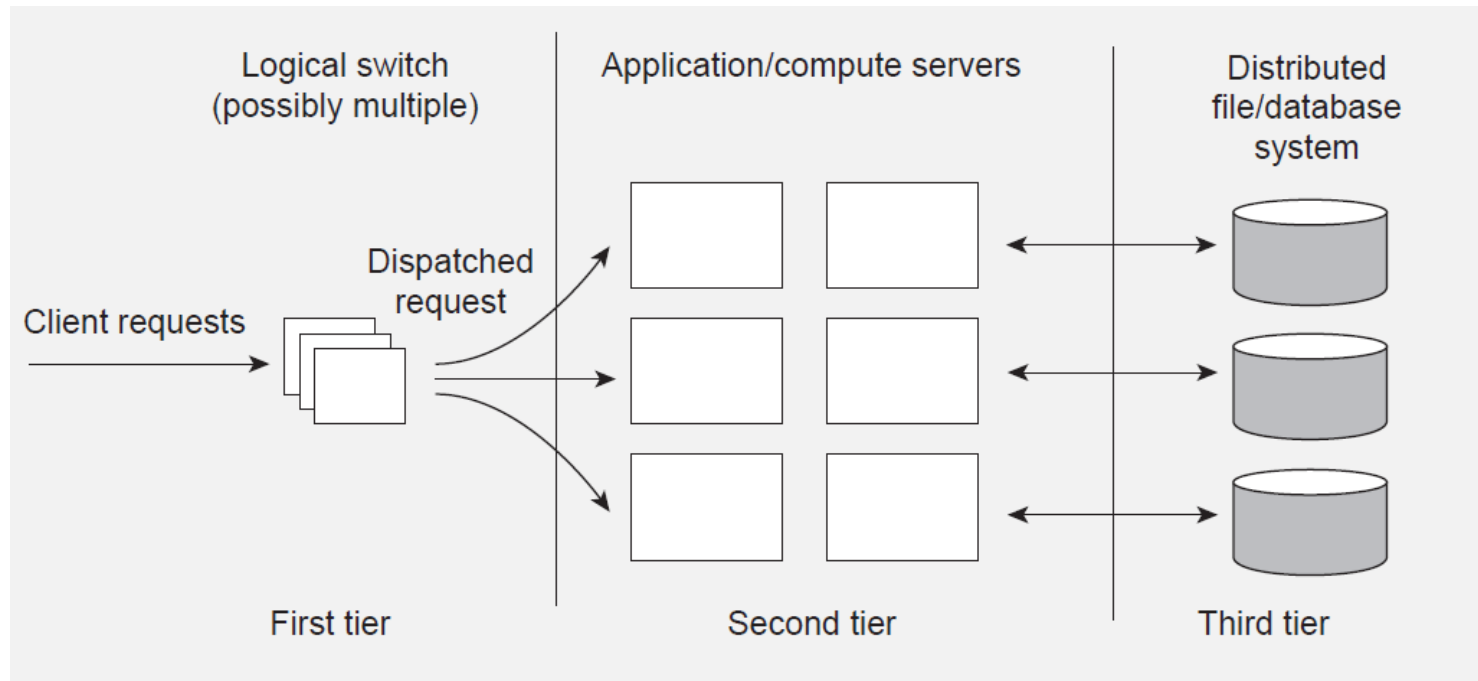 Logical switch
(possibly multiple)
Application/compute servers
Distributed
file/database
system
Dispatched
request
Client requests
First tier
Second tier
Third tier